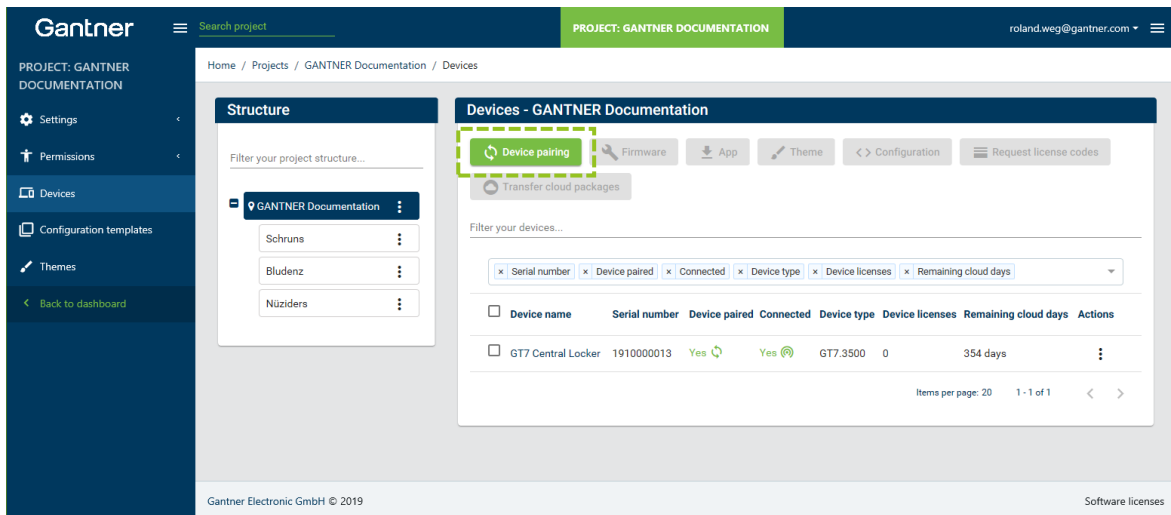 Gantner
Search project
PROJECT: GANTNER DOCUMENTATION
roland.weg@gantner.com
PROJECT: GANTNER
DOCUMENTATION
Settings
Permissions
Devices
Configuration templates
Themes
Back to dashboard
Home / Projects / GANTNER Documentation / Devices
Structure
Filter your project structure...
GANTNER Documentation
Schruns
Bludenz
Nüziders
Devices - GANTNER Documentation
Device pairing Firmware App Theme <> Configuration Request license codes
Transfer cloud packages
Filter your devices...
× Serial number × Device paired × Connected × Device type × Device licenses × Remaining cloud days
Device name Serial number Device paired Connected Device type Device licenses Remaining cloud days Actions
GT7 Central Locker 1910000013 Yes Yes GT7.3500 0 354 days
Items per page: 20 1 - 1 of 1
Gantner Electronic GmbH © 2019
Software licenses